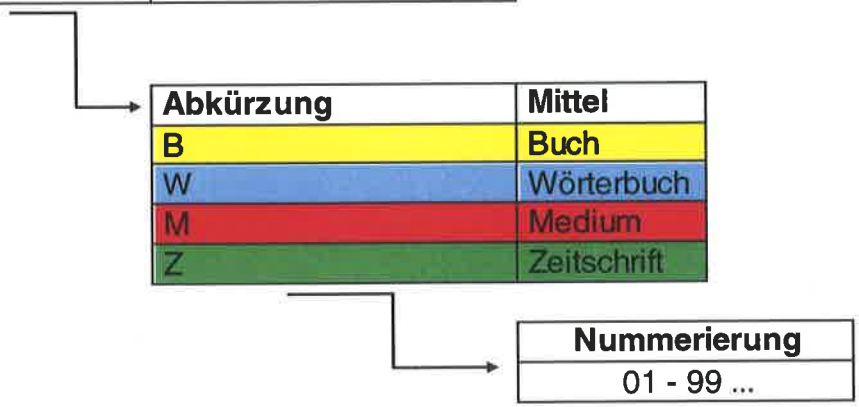 Abkürzung Mittel
B Buch
W Wörterbuch
M Medium
Z Zeitschrift
Nummerierung
01 - 99 ...